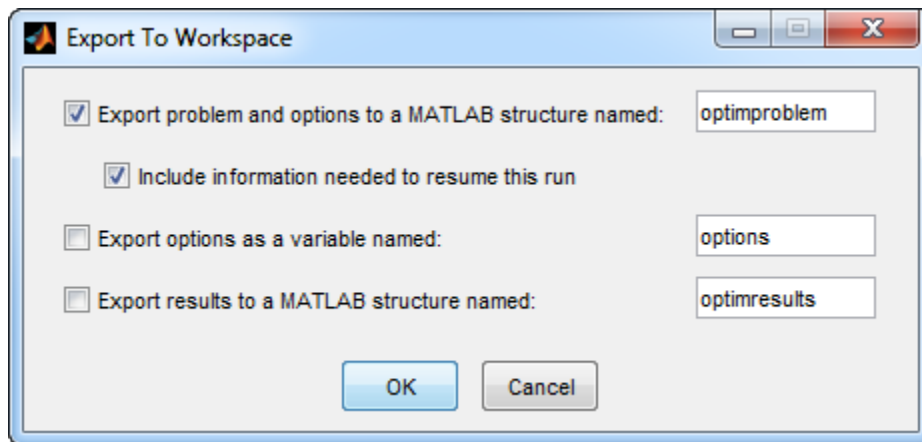 Export To Workspace
Export problem and options to a MATLAB structure named: optimproblem
Include information needed to resume this run
Export options as a variable named: options
Export results to a MATLAB structure named: optimresults
OK Cancel